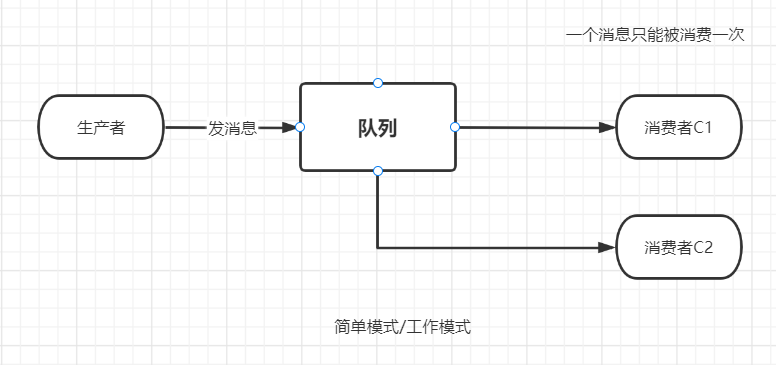 一个消息只能被消费一次
生产者
发消息
队列
消费者C1
消费者C2
简单模式/工作模式